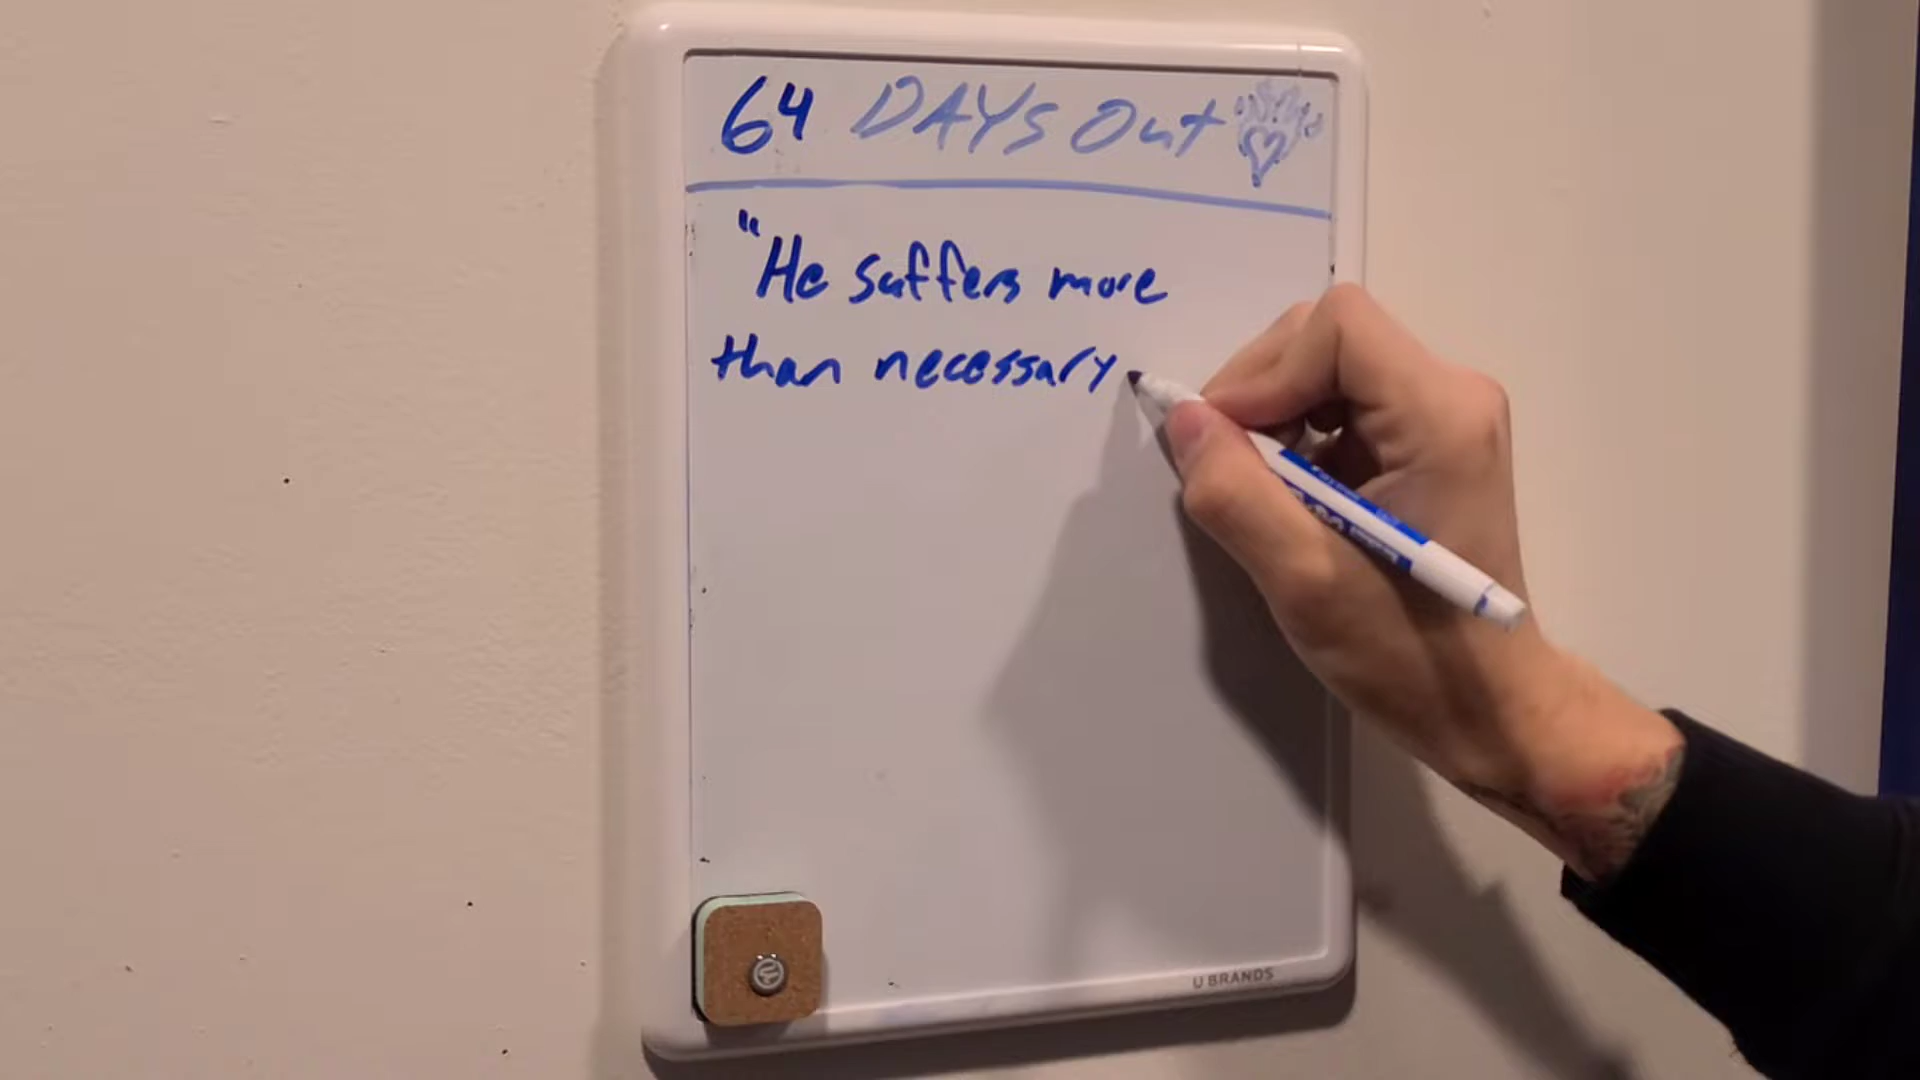 64 DAYs Out
"He suffers more
than necessary
U BRANDS